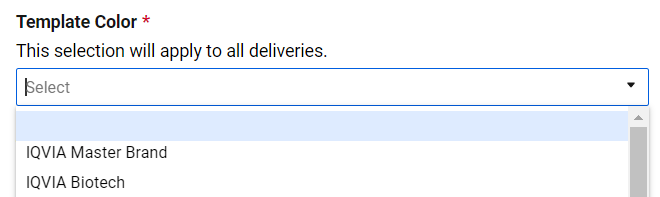 Template Color *
This selection will apply to all deliveries.
Select
IQVIA Master Brand
IQVIA Biotech